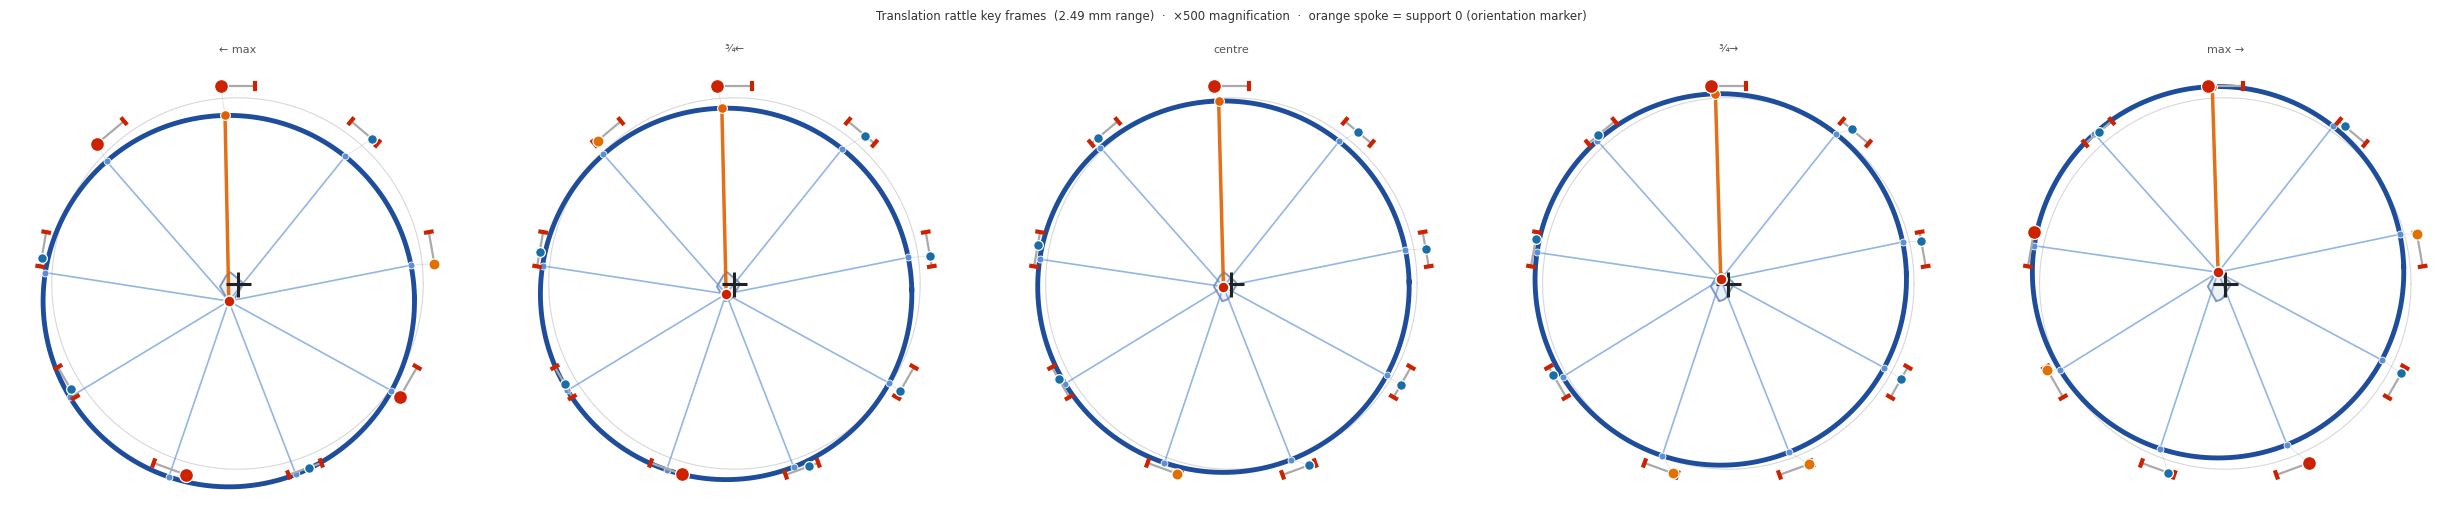 Translation rattle key frames  (2.49 mm range)  ·  ×500 magnification  ·  orange spoke = support 0 (orientation marker)
← max
¾←
centre
¾→
max →